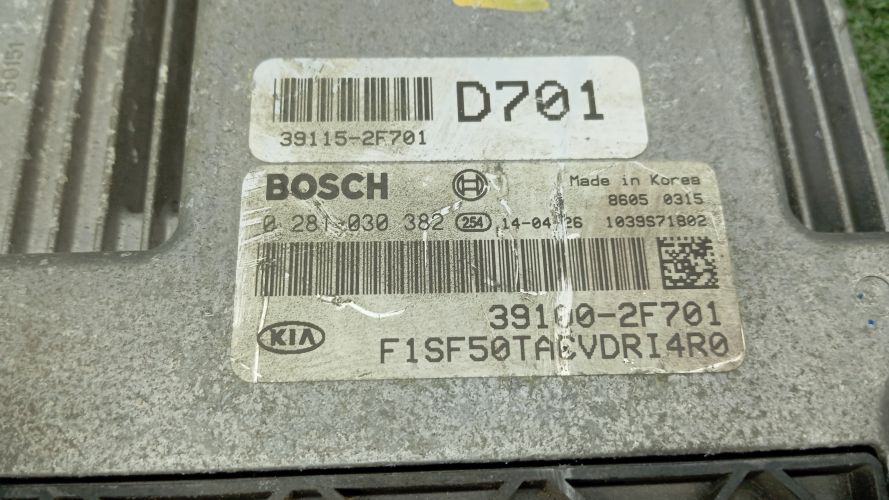 D701
39115-2F701
BOSCH
Made in Korea
8605 0315
0 281 030 382 254 14-04-26 1039S71802
39100-2F701
KIA
F1SF50TACVDRI4R0